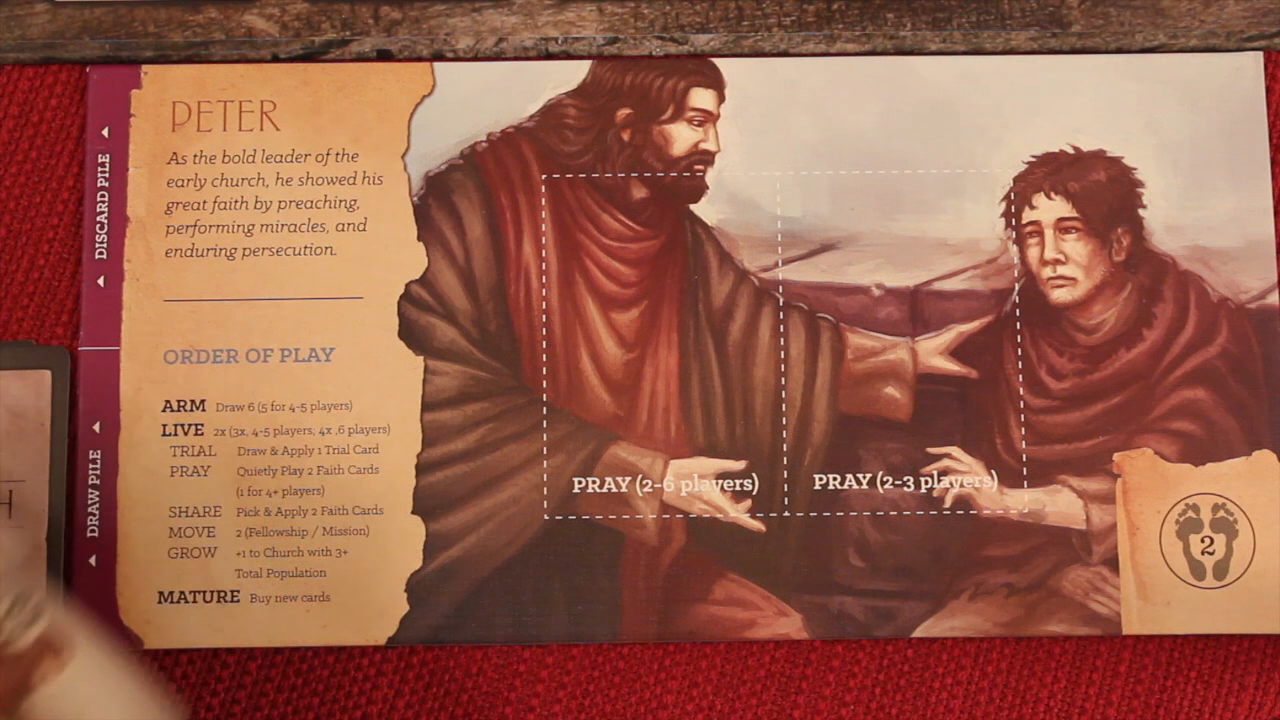 PETER
As the bold leader of the
early church, he showed his
great faith by preaching,
performing miracles, and
enduring persecution.
ORDER OF PLAY
ARM Draw 6 (5 for 4-5 players)
LIVE 2x (3x, 4-5 players; 4x ,6 players)
TRIAL Draw & Apply 1 Trial Card
PRAY Quietly Play 2 Faith Cards
(1 for 4+ players)
SHARE Pick & Apply 2 Faith Cards
MOVE 2 (Fellowship / Mission)
GROW +1 to Church with 3+
Total Population
MATURE Buy new cards
DISCARD PILE
DRAW PILE
PRAY (2-6 players)
PRAY (2-3 players)
2
H